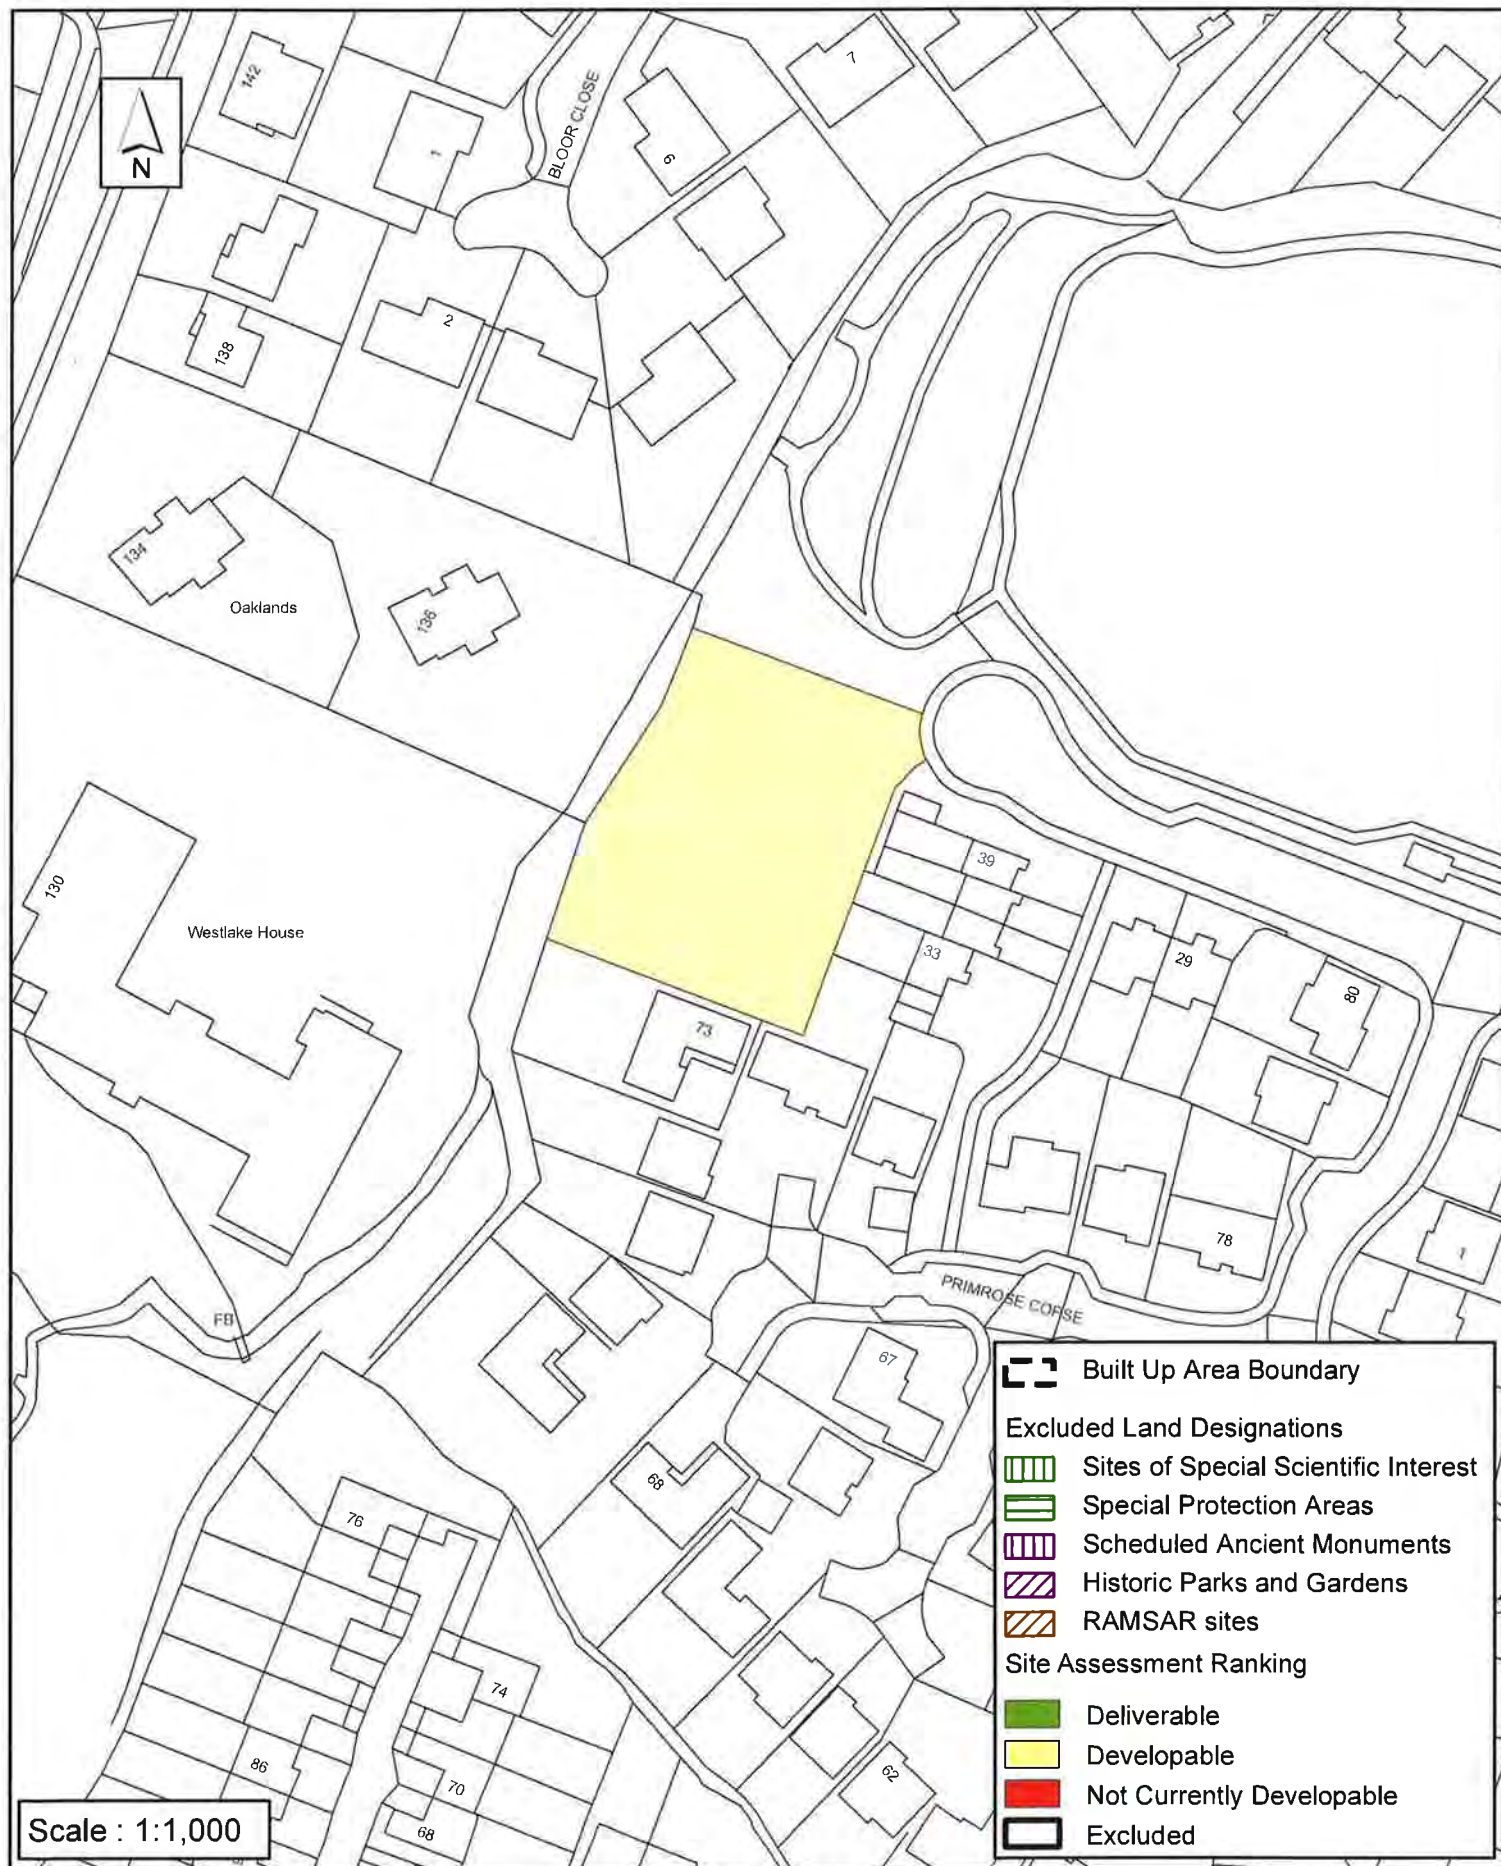 142
1
BLOOR CLOSE
6
7
N
2
138
134
Oaklands
136
130
Westlake House
39
33
29
80
73
78
1
FB
PRIMROSE COPSE
67
68
76
74
86
70
68
62
Built Up Area Boundary
Excluded Land Designations
Sites of Special Scientific Interest
Special Protection Areas
Scheduled Ancient Monuments
Historic Parks and Gardens
RAMSAR sites
Site Assessment Ranking
Deliverable
Developable
Not Currently Developable
Excluded
Scale : 1:1,000